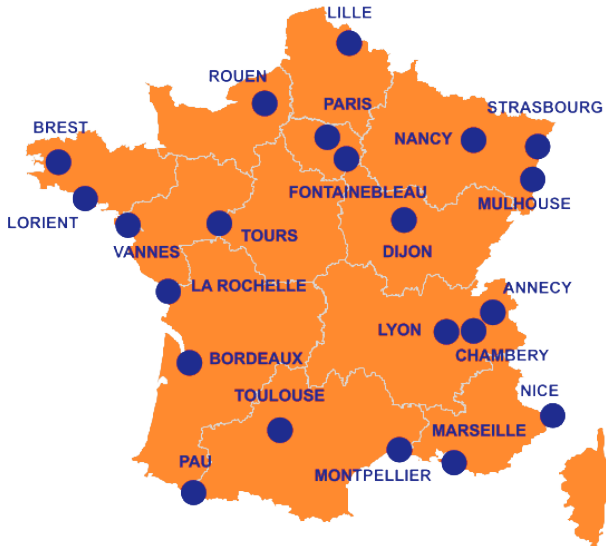 LILLE
ROUEN
PARIS
STRASBOURG
BREST
NANCY
FONTAINEBLEAU
MULHOUSE
LORIENT
VANNES
TOURS
DIJON
LA ROCHELLE
ANNECY
LYON
CHAMBERY
BORDEAUX
TOULOUSE
NICE
MARSEILLE
PAU
MONTPELLIER